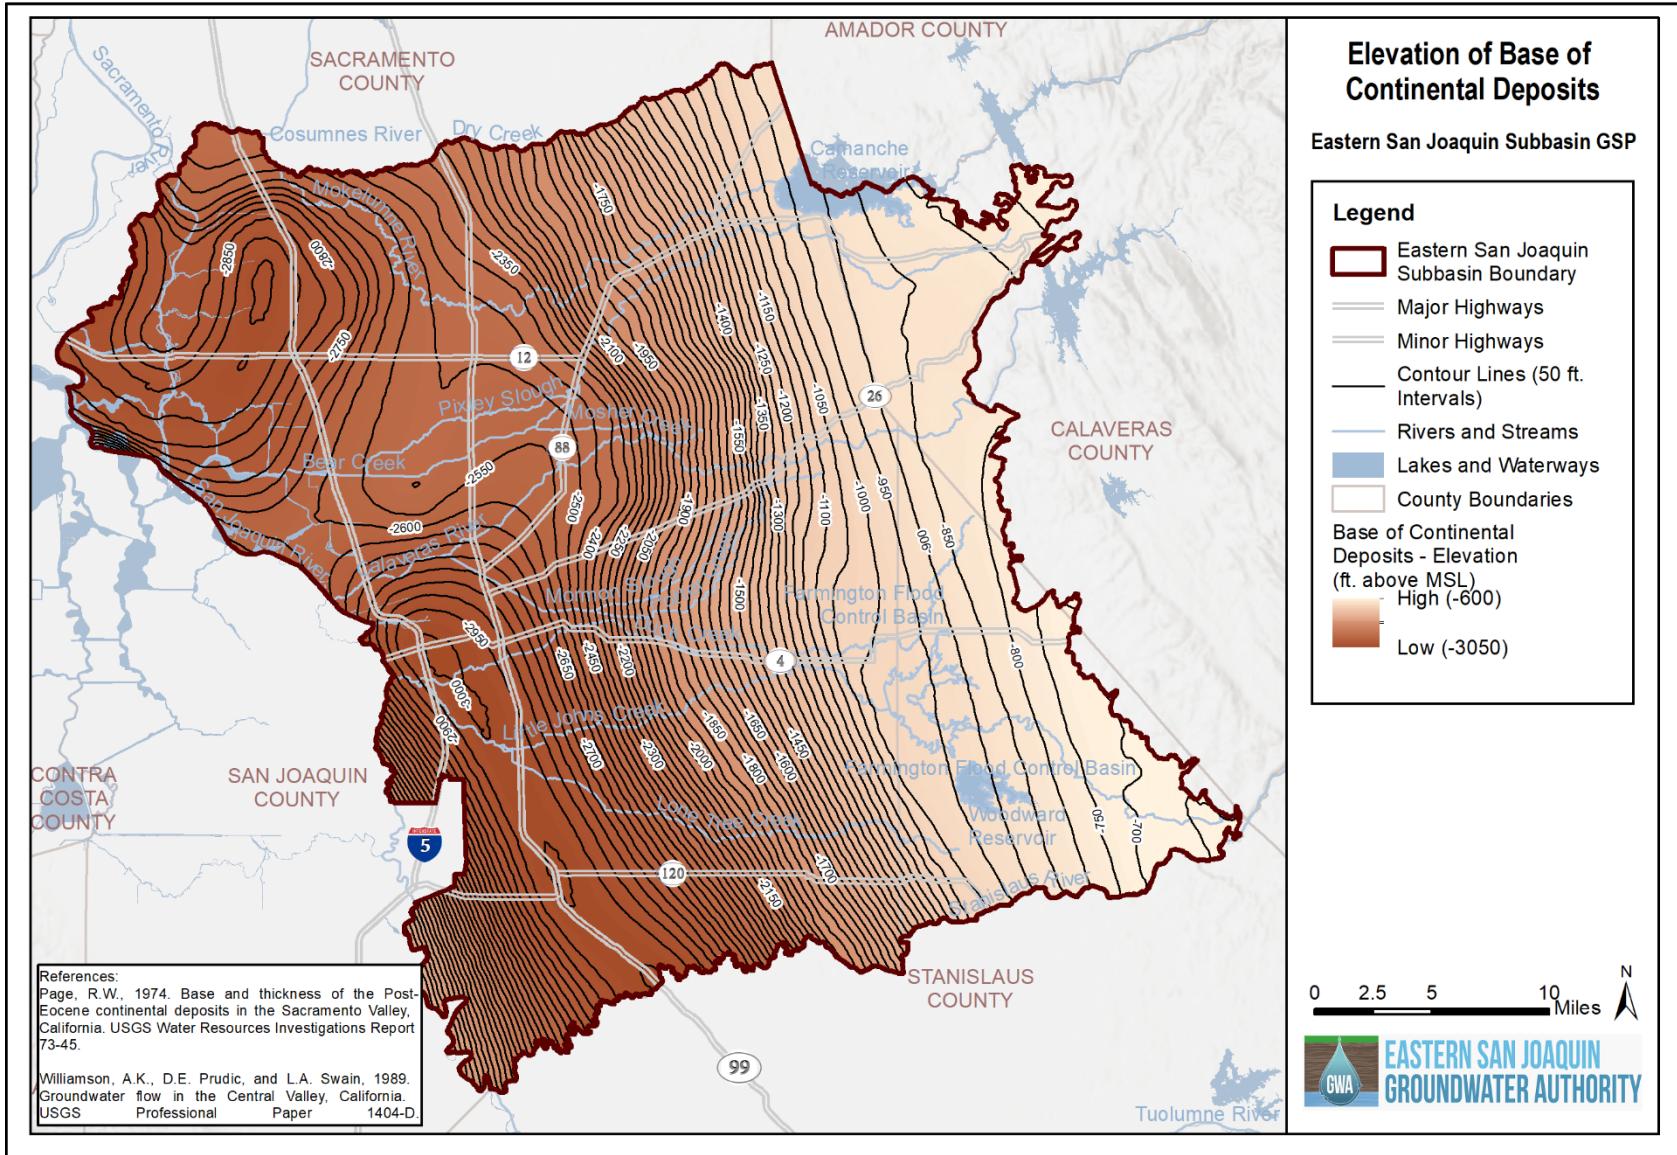 Elevation of Base of
Continental Deposits
Eastern San Joaquin Subbasin GSP
Legend
Eastern San Joaquin
Subbasin Boundary
Major Highways
Minor Highways
Contour Lines (50 ft.
Intervals)
Rivers and Streams
Lakes and Waterways
County Boundaries
Base of Continental
Deposits - Elevation
(ft. above MSL)
High (-600)
Low (-3050)
0 2.5 5 10
Miles
N
GWA
EASTERN SAN JOAQUIN
GROUNDWATER AUTHORITY
AMADOR COUNTY
SACRAMENTO
COUNTY
Sacramento
River
Cosumnes River
Dry Creek
Mokelumne River
Camanche
Reservoir
-1750
-2850
-2800
-2350
-2750
-1400
-1150
-1250
-2100
-1950
12
-1350
-1200
-1050
26
Pixley Slough
Mosher Creek
-1550
CALAVERAS
COUNTY
88
Bear Creek
-2550
-2500
-2600
-1900
-1300
-1100
-1000
-950
San Joaquin River
Calaveras River
-2400
-2250
-2050
-900
-850
Mormon Slough
-1500
Farmington Flood
Control Basin
-2950
Creek
-2650
-2450
-2200
4
-800
-3000
-2900
Little Johns Creek
-1850
-1650
-1450
-2700
-2300
-2000
-1800
-1600
Farmington Flood Control Basin
CONTRA
COSTA
COUNTY
SAN JOAQUIN
COUNTY
Lone Tree Creek
Woodward
Reservoir
-750
-700
INTERSTATE
5
120
-1700
-2150
Stanislaus River
STANISLAUS
COUNTY
99
Tuolumne River
References:
Page, R.W., 1974. Base and thickness of the Post-
Eocene continental deposits in the Sacramento Valley,
California. USGS Water Resources Investigations Report
73-45.
Williamson, A.K., D.E. Prudic, and L.A. Swain, 1989.
Groundwater flow in the Central Valley, California.
USGS Professional Paper 1404-D.